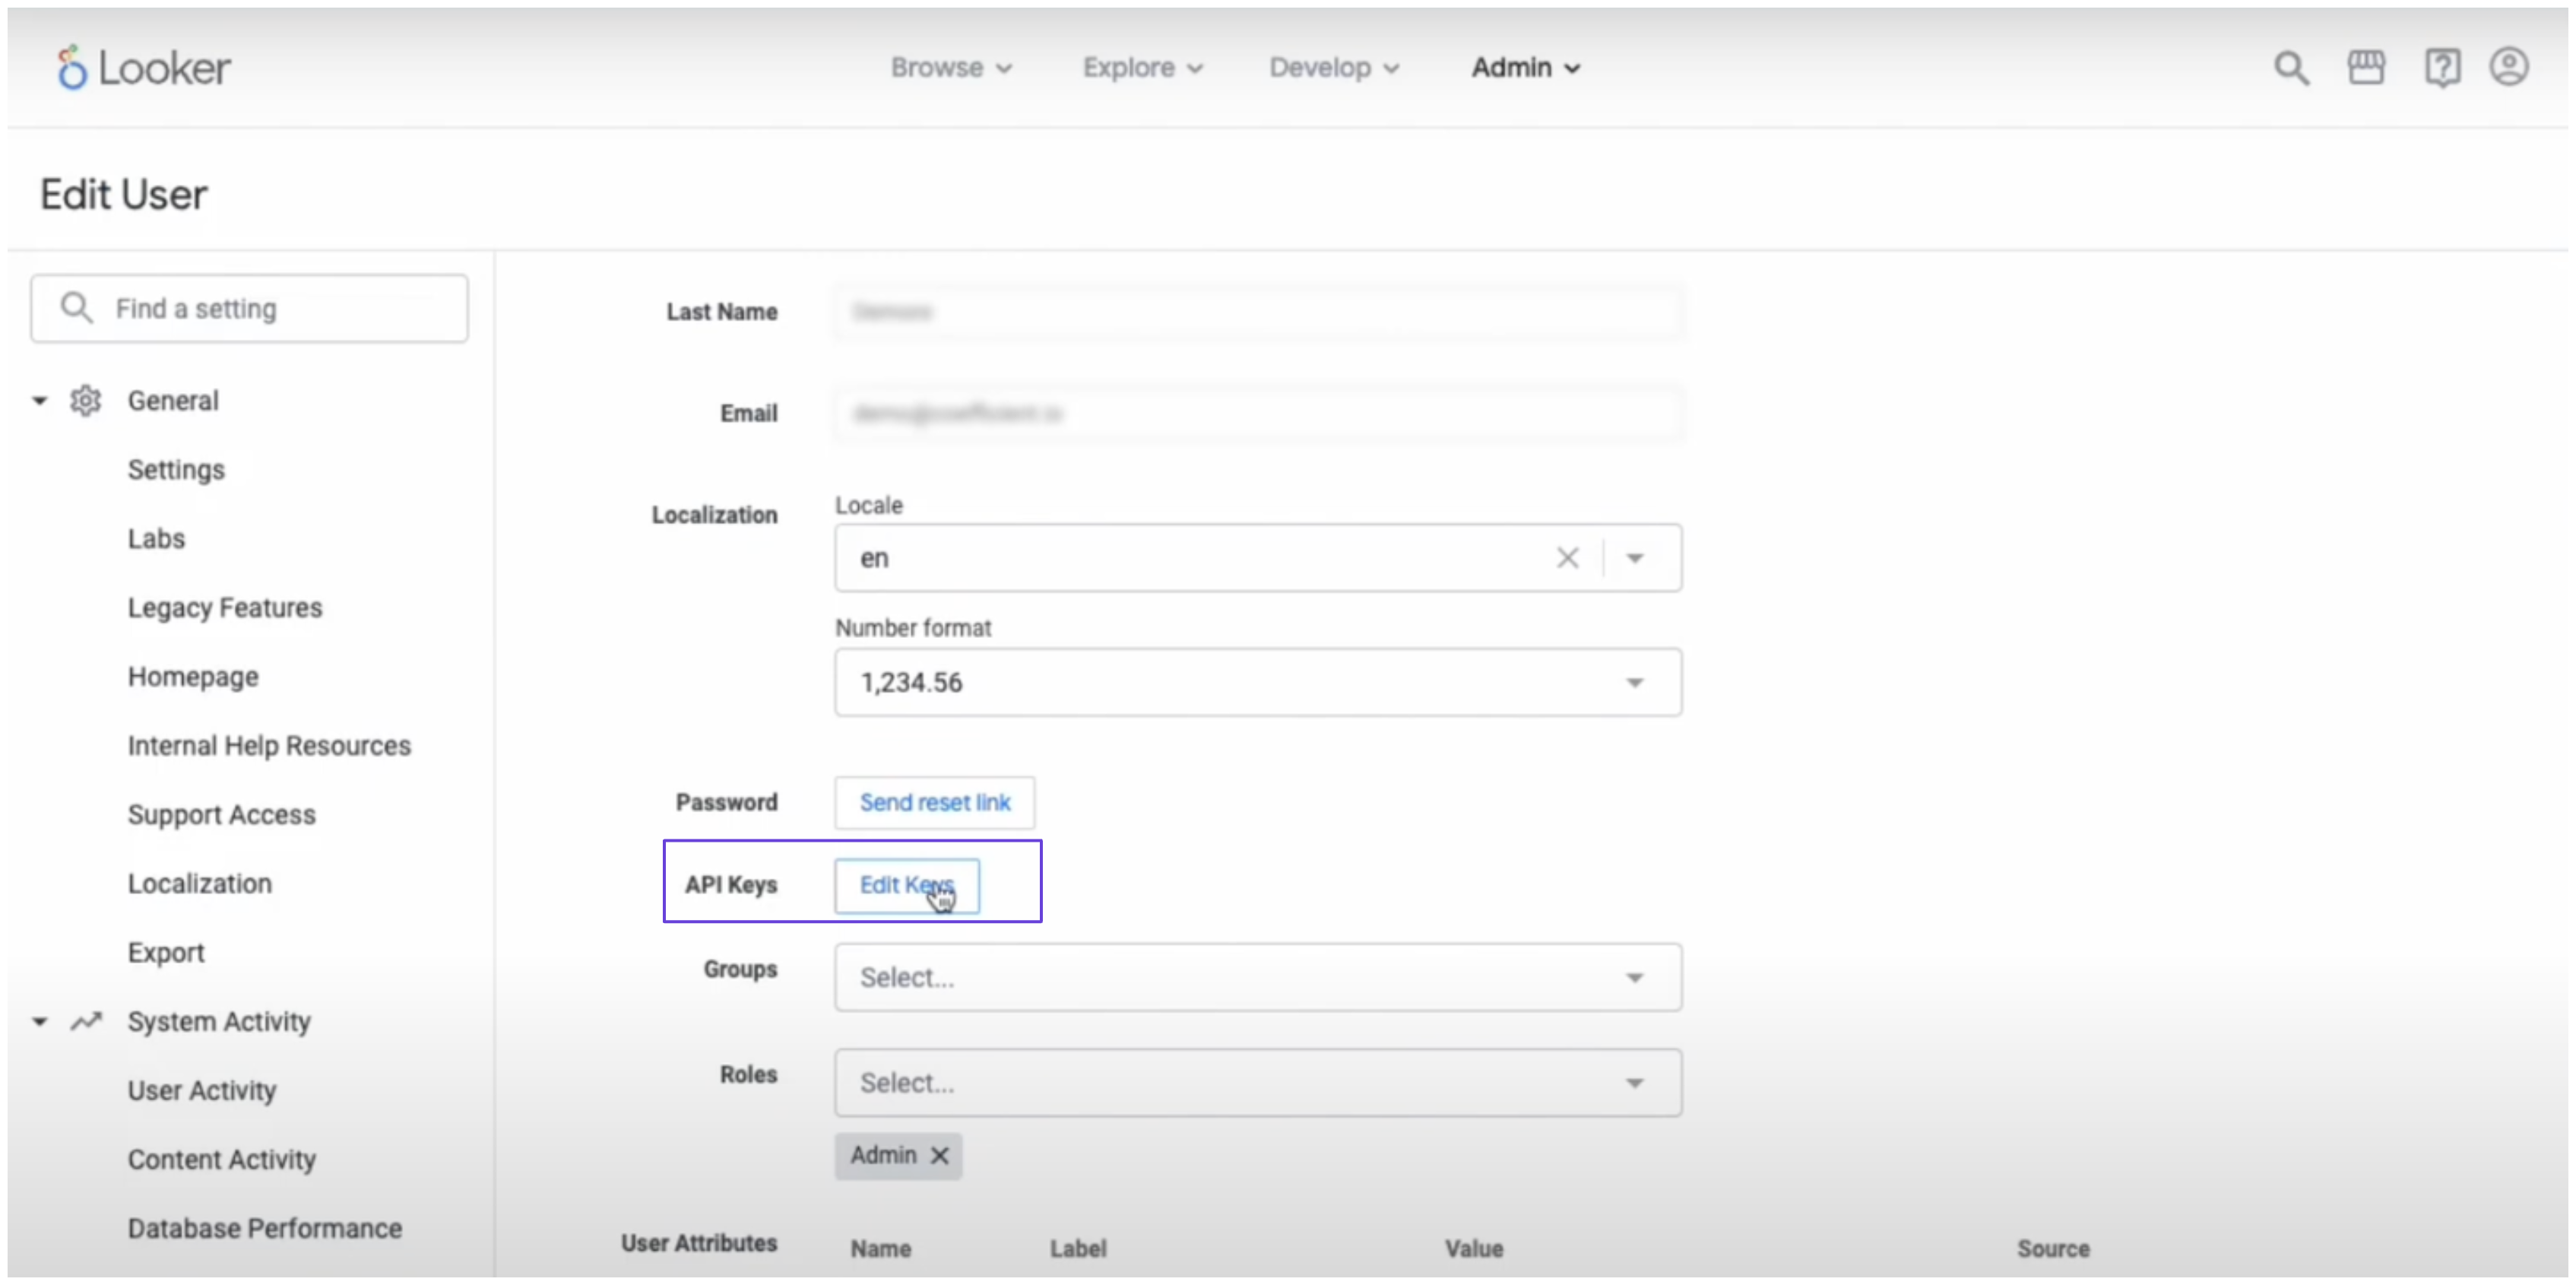 Looker
Browse Explore Develop Admin
Edit User
Find a setting
General
Settings
Labs
Legacy Features
Homepage
Internal Help Resources
Support Access
Localization
Export
System Activity
User Activity
Content Activity
Database Performance
Last Name
Email
Localization
Locale
en
Number format
1,234.56
Password Send reset link
API Keys Edit Keys
Groups Select...
Roles Select...
Admin
User Attributes Name Label Value Source